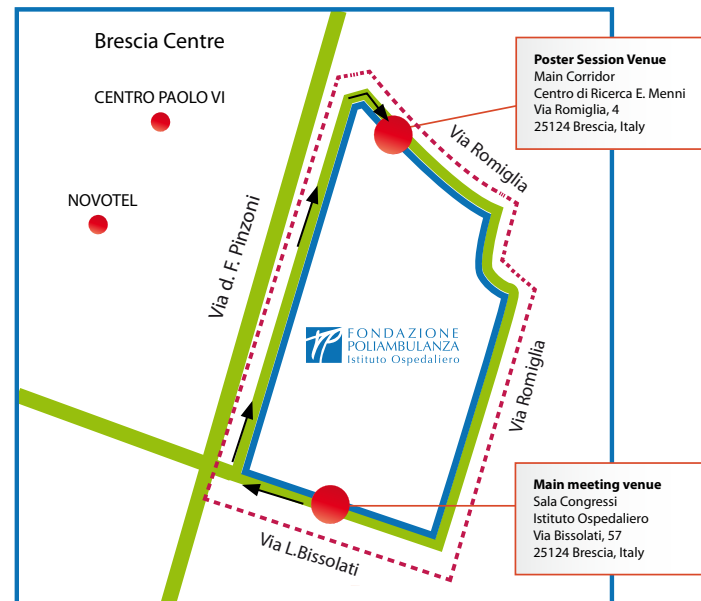 Brescia Centre
CENTRO PAOLO VI
NOVOTEL
Via d. F. Pinzoni
Poster Session Venue
Main Corridor
Centro di Ricerca E. Menni
Via Romiglia, 4
25124 Brescia, Italy
Via Romiglia
FONDAZIONE
POLIAMBULANZA
Istituto Ospedaliero
Via Romiglia
Main meeting venue
Sala Congressi
Istituto Ospedaliero
Via Bissolati, 57
25124 Brescia, Italy
Via L.Bissolati